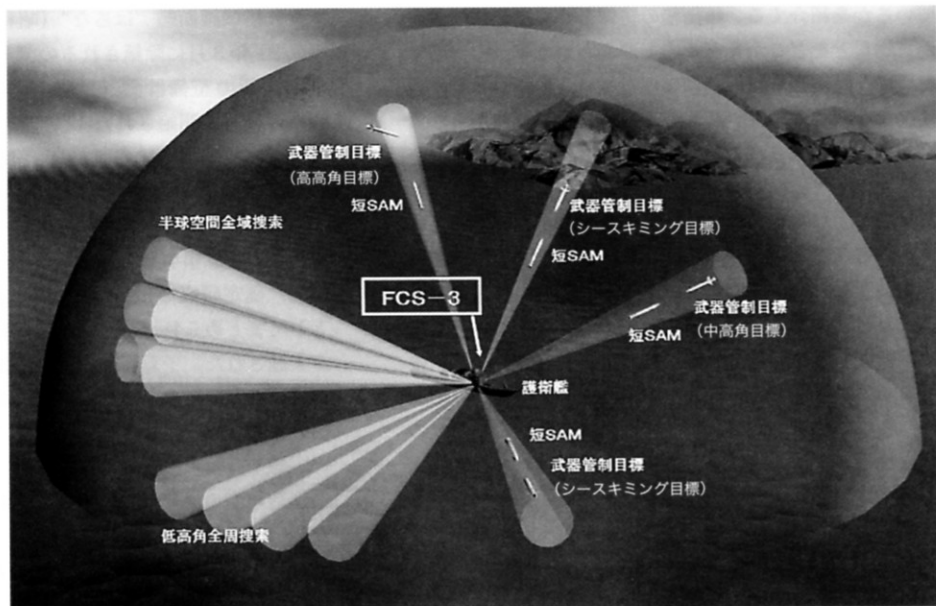 武器管制目標
(高高角目標)
短SAM
半球空間全域捜索
武器管制目標
(シースキミング目標)
短SAM
FCS−3
武器管制目標
(中高角目標)
短SAM
護衛艦
短SAM
武器管制目標
(シースキミング目標)
低高角全周捜索